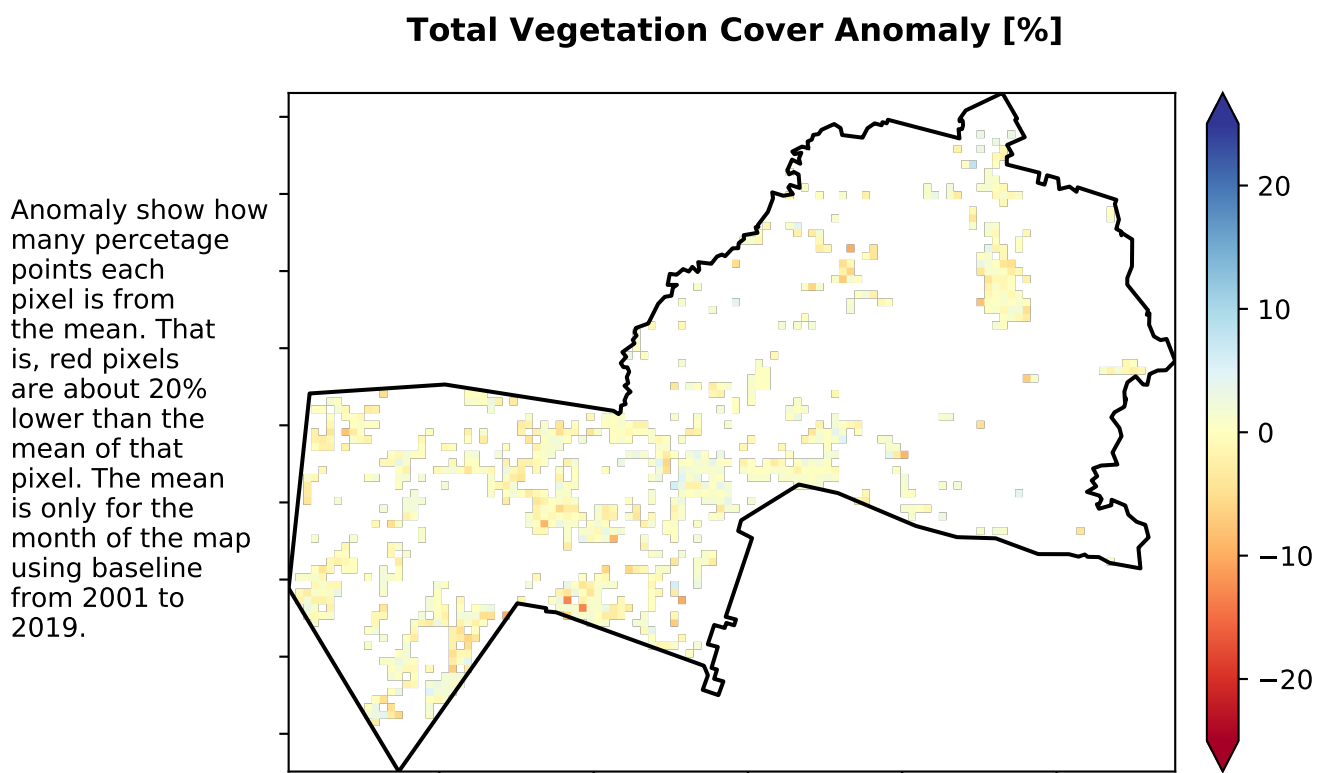 Total Vegetation Cover Anomaly [%]
Anomaly show how
many percetage
points each
pixel is from
the mean. That
is, red pixels
are about 20%
lower than the
mean of that
pixel. The mean
is only for the
month of the map
using baseline
from 2001 to
2019.
20
10
0
−10
−20